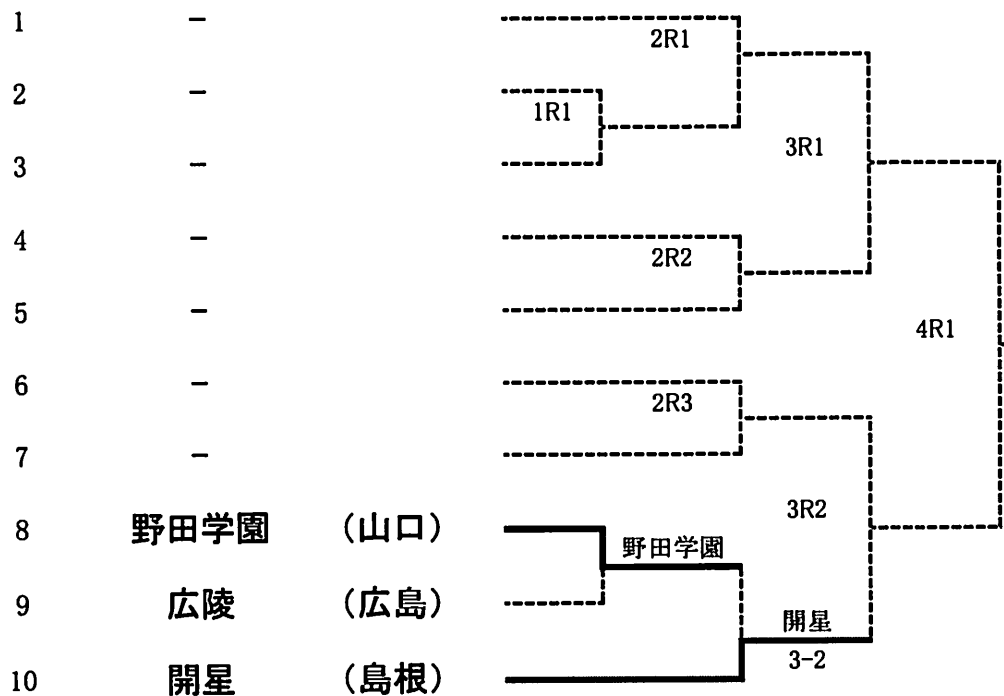 1 -
2R1
2 -
1R1
3 -
3R1
4 -
2R2
5 -
4R1
6 -
2R3
7 -
3R2
8 野田学園 (山口)
野田学園
9 広陵 (広島)
開星
3-2
10 開星 (島根)